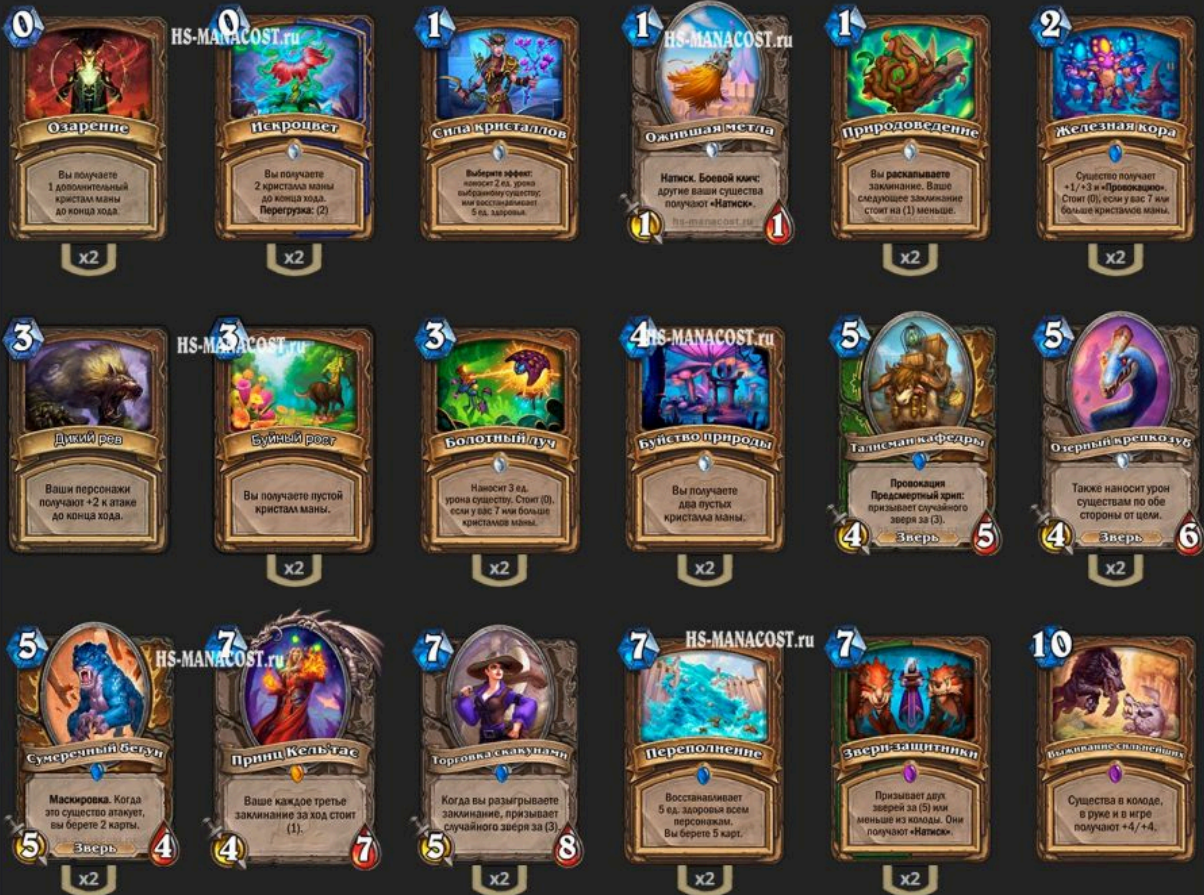 0
Озарение
Вы получаете
1 дополнительный
кристалл маны
до конца хода.
x2
0
HS-MANACOST.ru
Искроцвет
Вы получаете
2 кристалла маны
до конца хода.
Перегрузка: (2)
x2
1
Сила кристаллов
Выберите эффект:
наносит 2 ед. урона
выбранному существу;
или восстанавливает
5 ед. здоровья.
1
HS-MANACOST.ru
Ожившая метла
Натиск. Боевой клич:
другие ваши существа
получают «Натиск».
hs-manacost.ru
1
1
1
Природоведение
Вы раскапываете
заклинание. Ваше
следующее заклинание
стоит на (1) меньше.
2
Железная кора
Существо получает
+1/+3 и «Провокацию».
Стоит (0), если у вас 7 или
больше кристаллов маны.
x2
3
Дикий рев
Ваши персонажи
получают +2 к атаке
до конца хода.
3
HS-MANACOST.ru
Буйный рост
Вы получаете пустой
кристалл маны.
x2
3
Болотный луч
Наносит 3 ед.
урона существу. Стоит (0),
если у вас 7 или больше
кристаллов маны.
x2
4
HS-MANACOST.ru
Буйство природы
Вы получаете
два пустых
кристалла маны.
x2
5
Талисман кафедры
Провокация
Предсмертный хрип:
призывает случайного
зверя за (3).
4
Зверь
5
5
Озерный крепкозуб
Также наносит урон
существам по обе
стороны от цели.
4
Зверь
6
x2
5
Сумеречный бегун
Маскировка. Когда
это существо атакует,
вы берете 2 карты.
5
Зверь
4
x2
7
HS-MANACOST.ru
Принц Кель'тас
Ваше каждое третье
заклинание за ход стоит
(1).
4
7
7
Торговка скакунами
Когда вы разыгрываете
заклинание, призывает
случайного зверя за (3).
5
8
x2
7
HS-MANACOST.ru
Переполнение
Восстанавливает
5 ед. здоровья всем
персонажам.
Вы берете 5 карт.
x2
7
Звери-защитники
Призывает двух
зверей за (5) или
меньше из колоды. Они
получают «Натиск».
x2
10
Выживание сильнейших
Существа в колоде,
в руке и в игре
получают +4/+4.